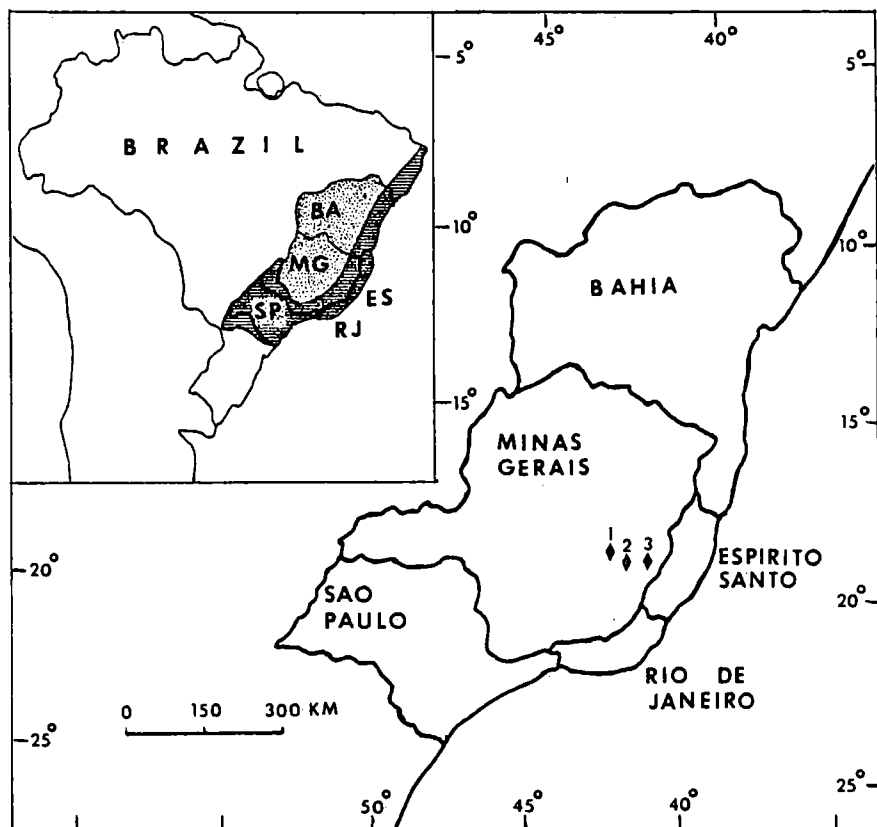 45°
40°
5°
5°
BRAZIL
BA
MG
SP
ES
RJ
10°
10°
BAHIA
15°
15°
MINAS
GERAIS
1
2
3
ESPIRITO
SANTO
20°
20°
SAO
PAULO
RIO DE
JANEIRO
0 150 300 KM
25°
25°
50°
45°
40°